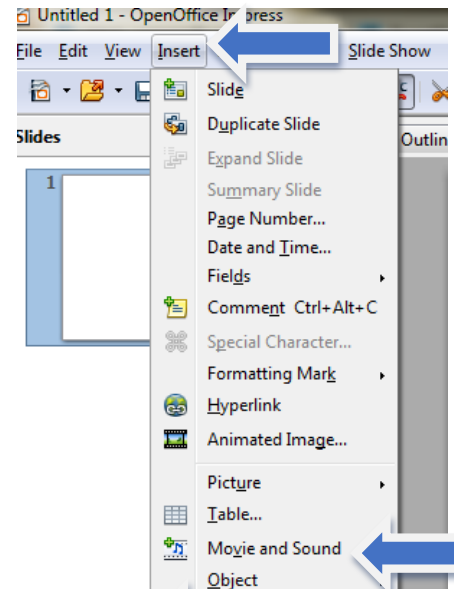 Untitled 1 - OpenOffice Impress
File Edit View Insert Slide Show
Slides
Outlin
1
Slide
Duplicate Slide
Expand Slide
Summary Slide
Page Number...
Date and Time...
Fields
Comment Ctrl+Alt+C
Special Character...
Formatting Mark
Hyperlink
Animated Image...
Picture
Table...
Movie and Sound
Object